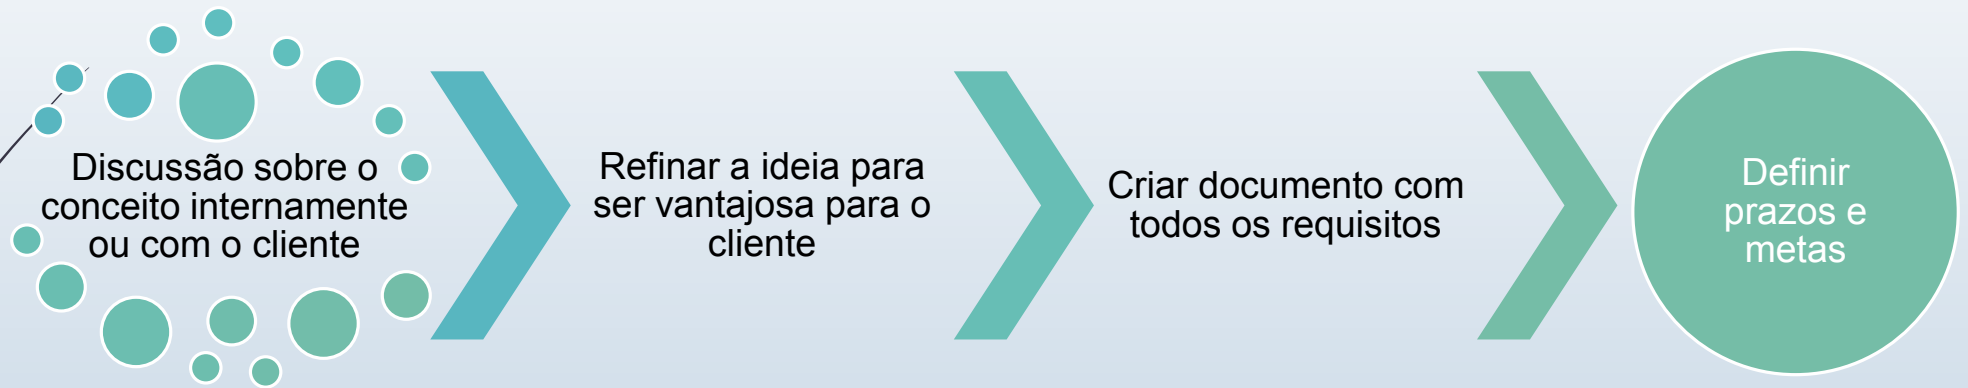 Discussão sobre o
conceito internamente
ou com o cliente
Refinar a ideia para
ser vantajosa para o
cliente
Criar documento com
todos os requisitos
Definir
prazos e
metas